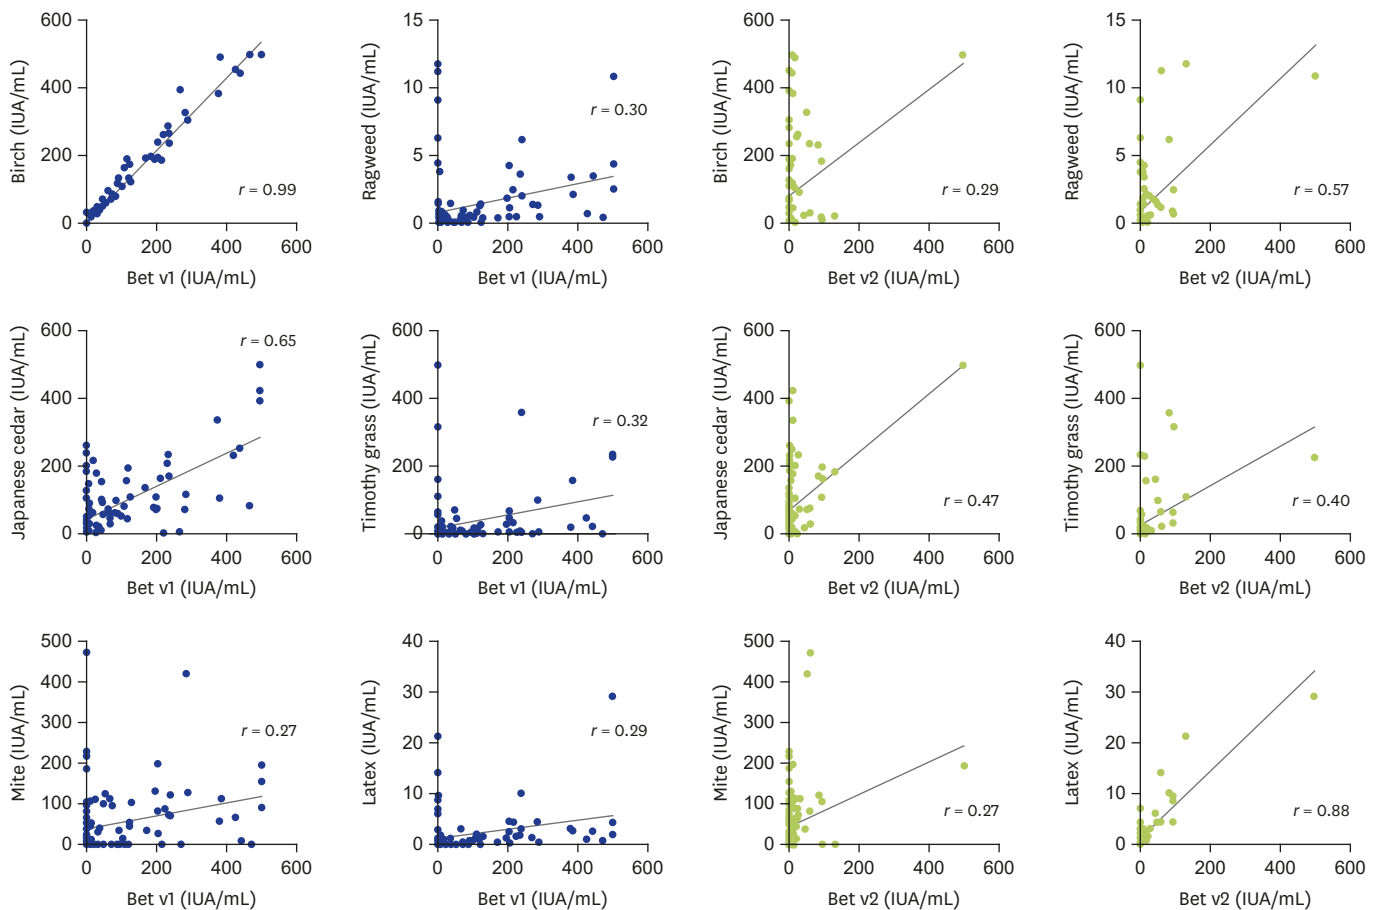 600
400
200
0
0 200 400 600
Birch (IUA/mL)
Bet v1 (IUA/mL)
r = 0.99
15
10
5
0
0 200 400 600
Ragweed (IUA/mL)
Bet v1 (IUA/mL)
r = 0.30
600
400
200
0
0 200 400 600
Birch (IUA/mL)
Bet v2 (IUA/mL)
r = 0.29
15
10
5
0
0 200 400 600
Ragweed (IUA/mL)
Bet v2 (IUA/mL)
r = 0.57
600
400
200
0
0 200 400 600
Japanese cedar (IUA/mL)
Bet v1 (IUA/mL)
r = 0.65
600
400
200
0
0 200 400 600
Timothy grass (IUA/mL)
Bet v1 (IUA/mL)
r = 0.32
600
400
200
0
0 200 400 600
Japanese cedar (IUA/mL)
Bet v2 (IUA/mL)
r = 0.47
600
400
200
0
0 200 400 600
Timothy grass (IUA/mL)
Bet v2 (IUA/mL)
r = 0.40
500
400
300
200
100
0
0 200 400 600
Mite (IUA/mL)
Bet v1 (IUA/mL)
r = 0.27
40
30
20
10
0
0 200 400 600
Latex (IUA/mL)
Bet v1 (IUA/mL)
r = 0.29
500
400
300
200
100
0
0 200 400 600
Mite (IUA/mL)
Bet v2 (IUA/mL)
r = 0.27
40
30
20
10
0
0 200 400 600
Latex (IUA/mL)
Bet v2 (IUA/mL)
r = 0.88